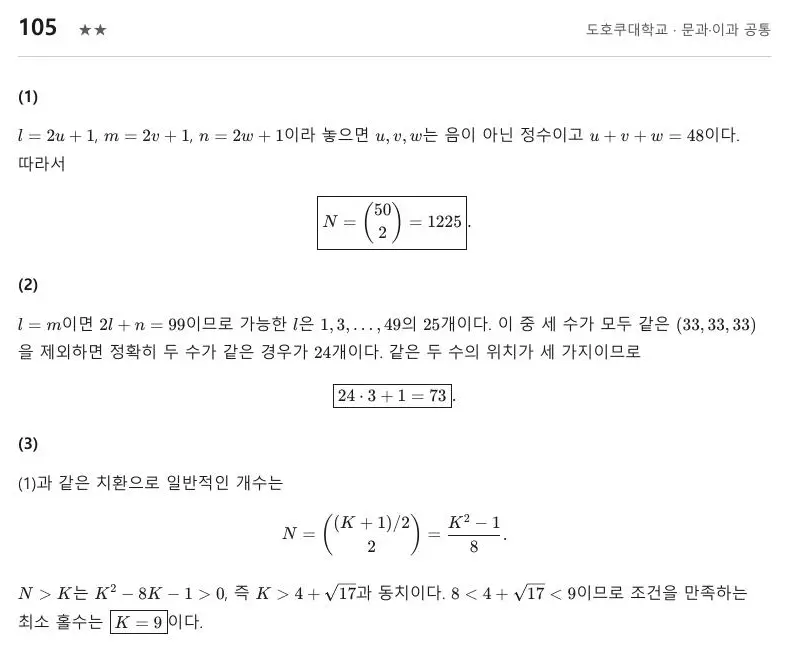 105 ★★ 도호쿠대학교 · 문과·이과 공통
(1)
l = 2u + 1, m = 2v + 1, n = 2w + 1이라 놓으면 u, v, w는 음이 아닌 정수이고 u + v + w = 48이다.
따라서
N = (50 2) = 1225.
(2)
l = m이면 2l + n = 99이므로 가능한 l은 1, 3, . . . , 49의 25개이다. 이 중 세 수가 모두 같은 (33, 33, 33)
을 제외하면 정확히 두 수가 같은 경우가 24개이다. 같은 두 수의 위치가 세 가지이므로
24 · 3 + 1 = 73.
(3)
(1)과 같은 치환으로 일반적인 개수는
N = ((K + 1)/2 2) = (K² − 1)/8.
N > K는 K² − 8K − 1 > 0, 즉 K > 4 + √17과 동치이다. 8 < 4 + √17 < 9이므로 조건을 만족하는
최소 홀수는 K = 9이다.